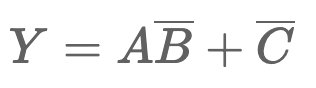 Y = AB̅ + C̅